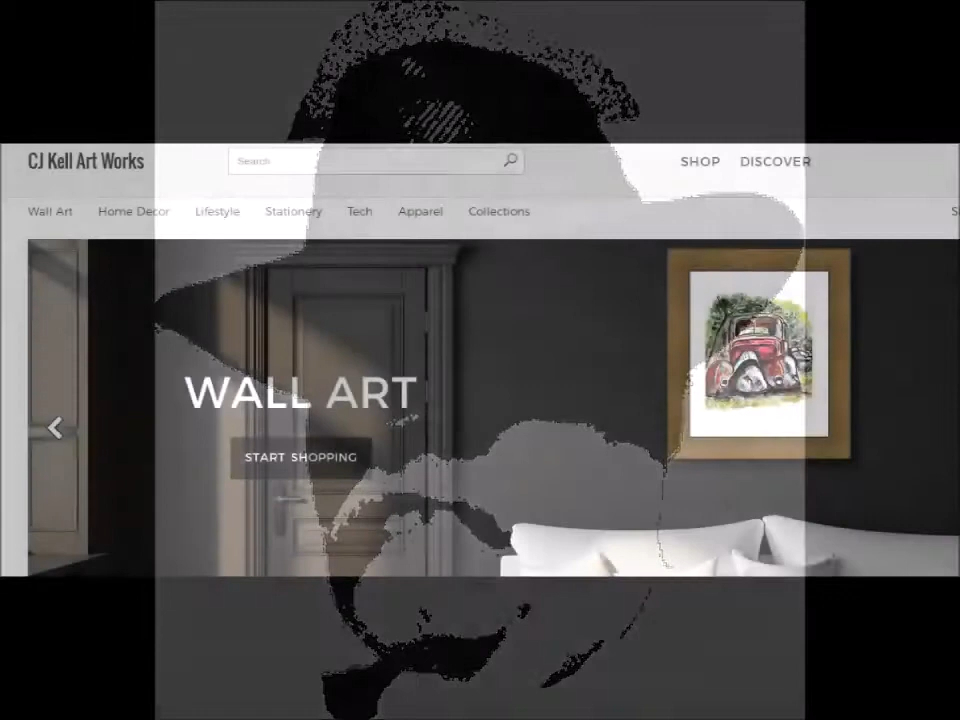 CJ Kell Art Works
Search
SHOP DISCOVER
Wall Art Home Decor Lifestyle Stationery Tech Apparel Collections
WALL ART
START SHOPPING